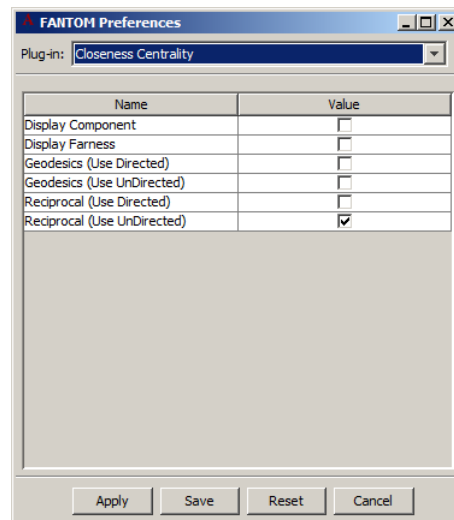 FANTOM Preferences
Plug-in: Closeness Centrality
Name Value
Display Component
Display Farness
Geodesics (Use Directed)
Geodesics (Use UnDirected)
Reciprocal (Use Directed)
Reciprocal (Use UnDirected)
Apply Save Reset Cancel